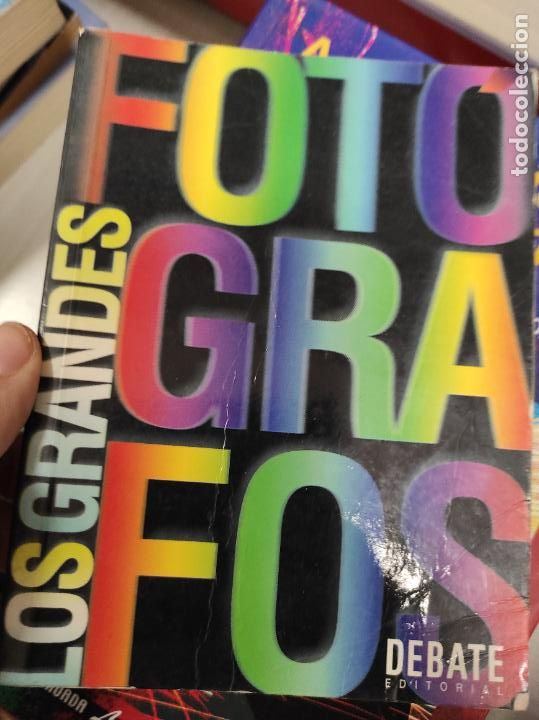 LOS GRANDES
FOTÓ
GRA
FOS
DEBATE
EDITORIAL
todocoleccion